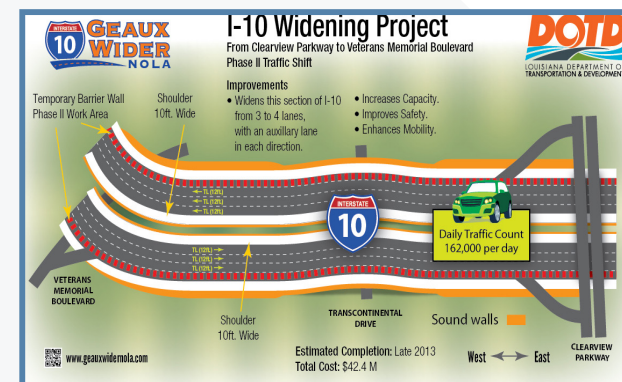 INTERSTATE
10
GEAUX
WIDER
NOLA
I-10 Widening Project
From Clearview Parkway to Veterans Memorial Boulevard
Phase II Traffic Shift
DOTD
LOUISIANA DEPARTMENT O
TRANSPORTATION & DEVELOPMEN
Improvements
• Widens this section of I-10
from 3 to 4 lanes,
with an auxillary lane
in each direction.
• Increases Capacity.
• Improves Safety.
• Enhances Mobility.
Temporary Barrier Wall
Phase II Work Area
Shoulder
10ft. Wide
← TL (12ft.)
← TL (12ft.)
← TL (12ft.)
INTERSTATE
10
Daily Traffic Count
162,000 per day
TL (12ft.) →
TL (12ft.) →
TL (12ft.) →
VETERANS
MEMORIAL
BOULEVARD
Shoulder
10ft. Wide
TRANSCONTINENTAL
DRIVE
Sound walls
CLEARVIEW
PARKWAY
www.geauxwidernola.com
Estimated Completion: Late 2013
Total Cost: $42.4 M
West ↔ East